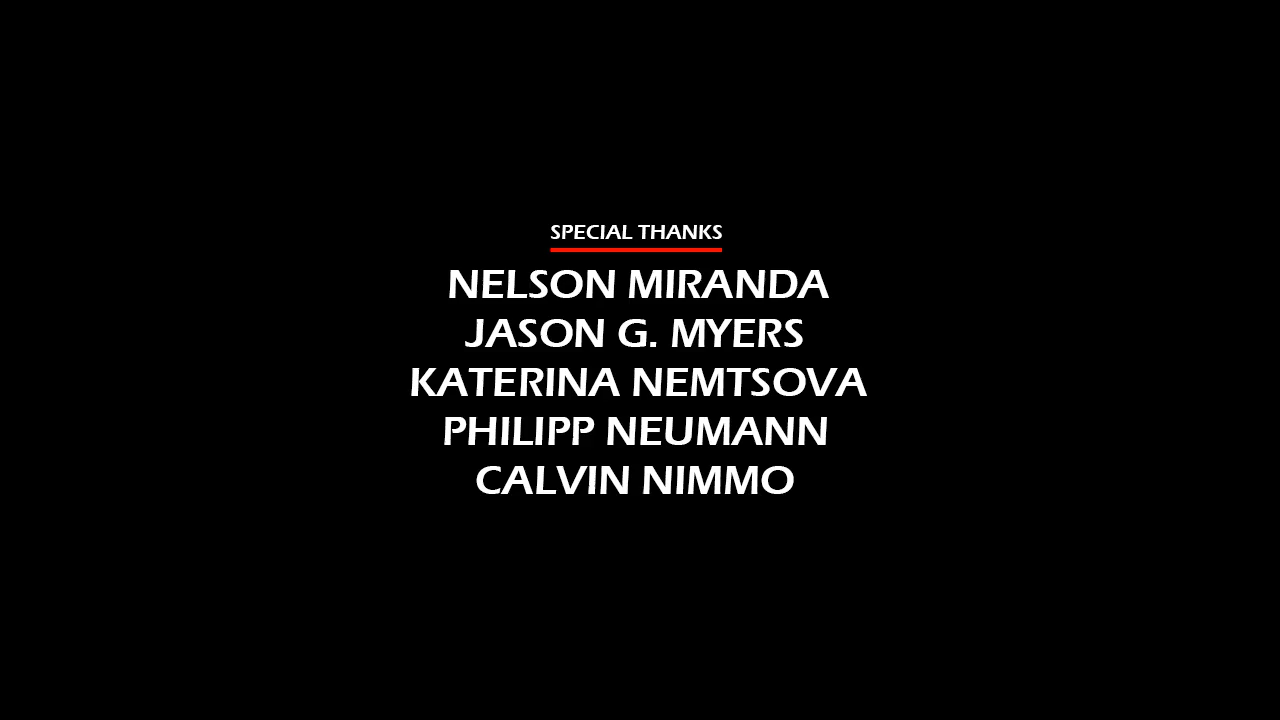 SPECIAL THANKS
NELSON MIRANDA
JASON G. MYERS
KATERINA NEMTSOVA
PHILIPP NEUMANN
CALVIN NIMMO